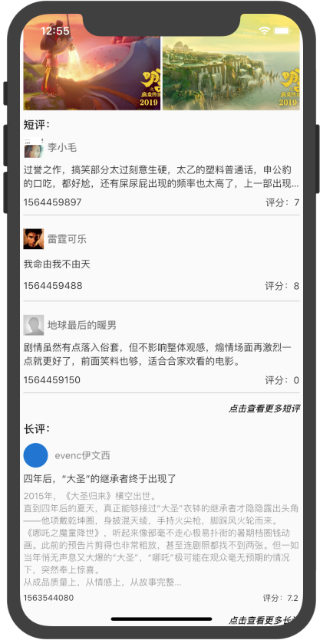 12:55
2019
2019
短评：
李小毛
过誉之作，搞笑部分太过刻意生硬，太乙的塑料普通话，申公豹
的口吃，都好尬，还有屎尿屁出现的频率也太高了，上一部出现...
1564459897 评分：7
雷霆可乐
我命由我不由天
1564459488 评分：8
地球最后的暖男
剧情虽然有点落入俗套，但不影响整体观感，煽情场面再激烈一
点就更好了，前面笑料也够，适合合家欢看的电影。
1564459150 评分：0
点击查看更多短评
长评：
evenc伊文西
四年后，“大圣”的继承者终于出现了
2015年，《大圣归来》横空出世。
直到四年后的夏天，真正能够接过“大圣”衣钵的继承者才隐隐露出头角
——他项戴乾坤圈，身披混天绫，手持火尖枪，脚踩风火轮而来。
《哪吒之魔童降世》，听起来像部毫不走心极易扑街的暑期档圈钱动
画。此前的预告片剪得也非常粗放，甚至连剧照都找不到两张。但一如
当年悄无声息又大爆的“大圣”，“哪吒”极可能在观众毫无预期的情况
下，突然奉上惊喜。
从成品质量上，从情感上，从故事完整...
1563544080 评分：7.2
点击查看更多长评